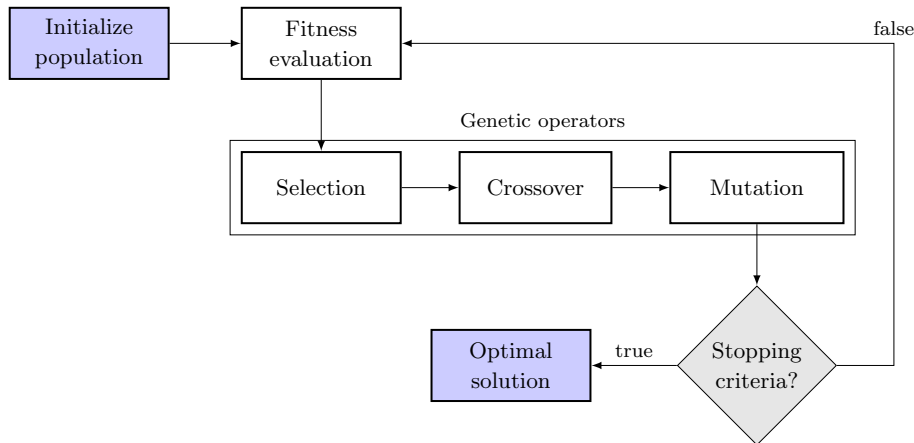 Initialize
population
Fitness
evaluation
false
Genetic operators
Selection
Crossover
Mutation
Optimal
solution
true
Stopping
criteria?